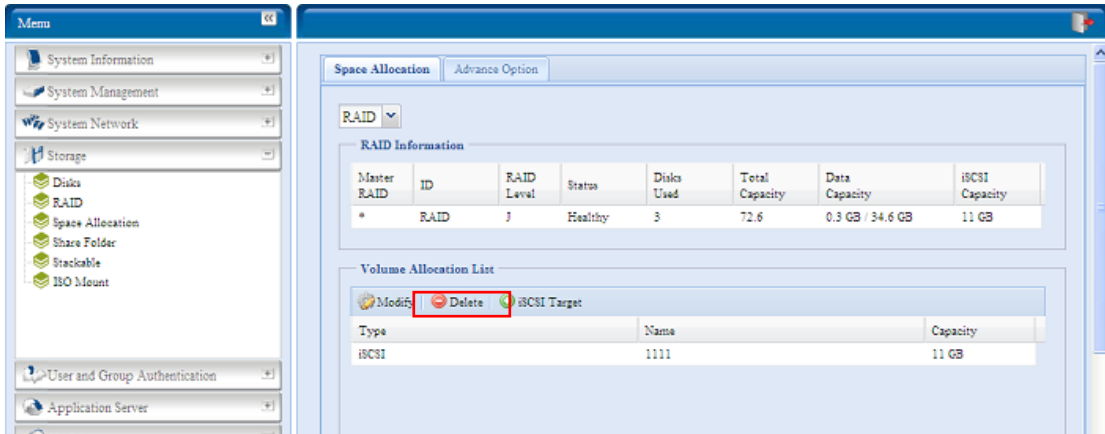 Menu
System Information
System Management
System Network
Storage
Disks
RAID
Space Allocation
Share Folder
Stackable
ISO Mount
User and Group Authentication
Application Server
Space Allocation Advance Option
RAID
RAID Information
Master RAID ID RAID Level Status Disks Used Total Capacity Data Capacity iSCSI Capacity
* RAID J Healthy 3 72.6 0.3 GB / 34.6 GB 11 GB
Volume Allocation List
Modify Delete iSCSI Target
Type Name Capacity
iSCSI 1111 11 GB